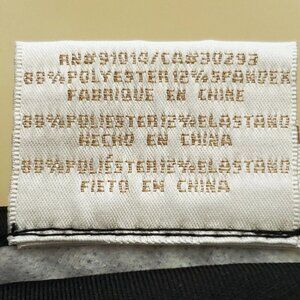 RN#91014/CA#30293
88%POLYESTER12%SPANDEX
FABRIQUE EN CHINE
88%POLIESTER12%ELASTANO
HECHO EN CHINA
88%POLIÉSTER12%ELASTANO
FIETO EN CHINA